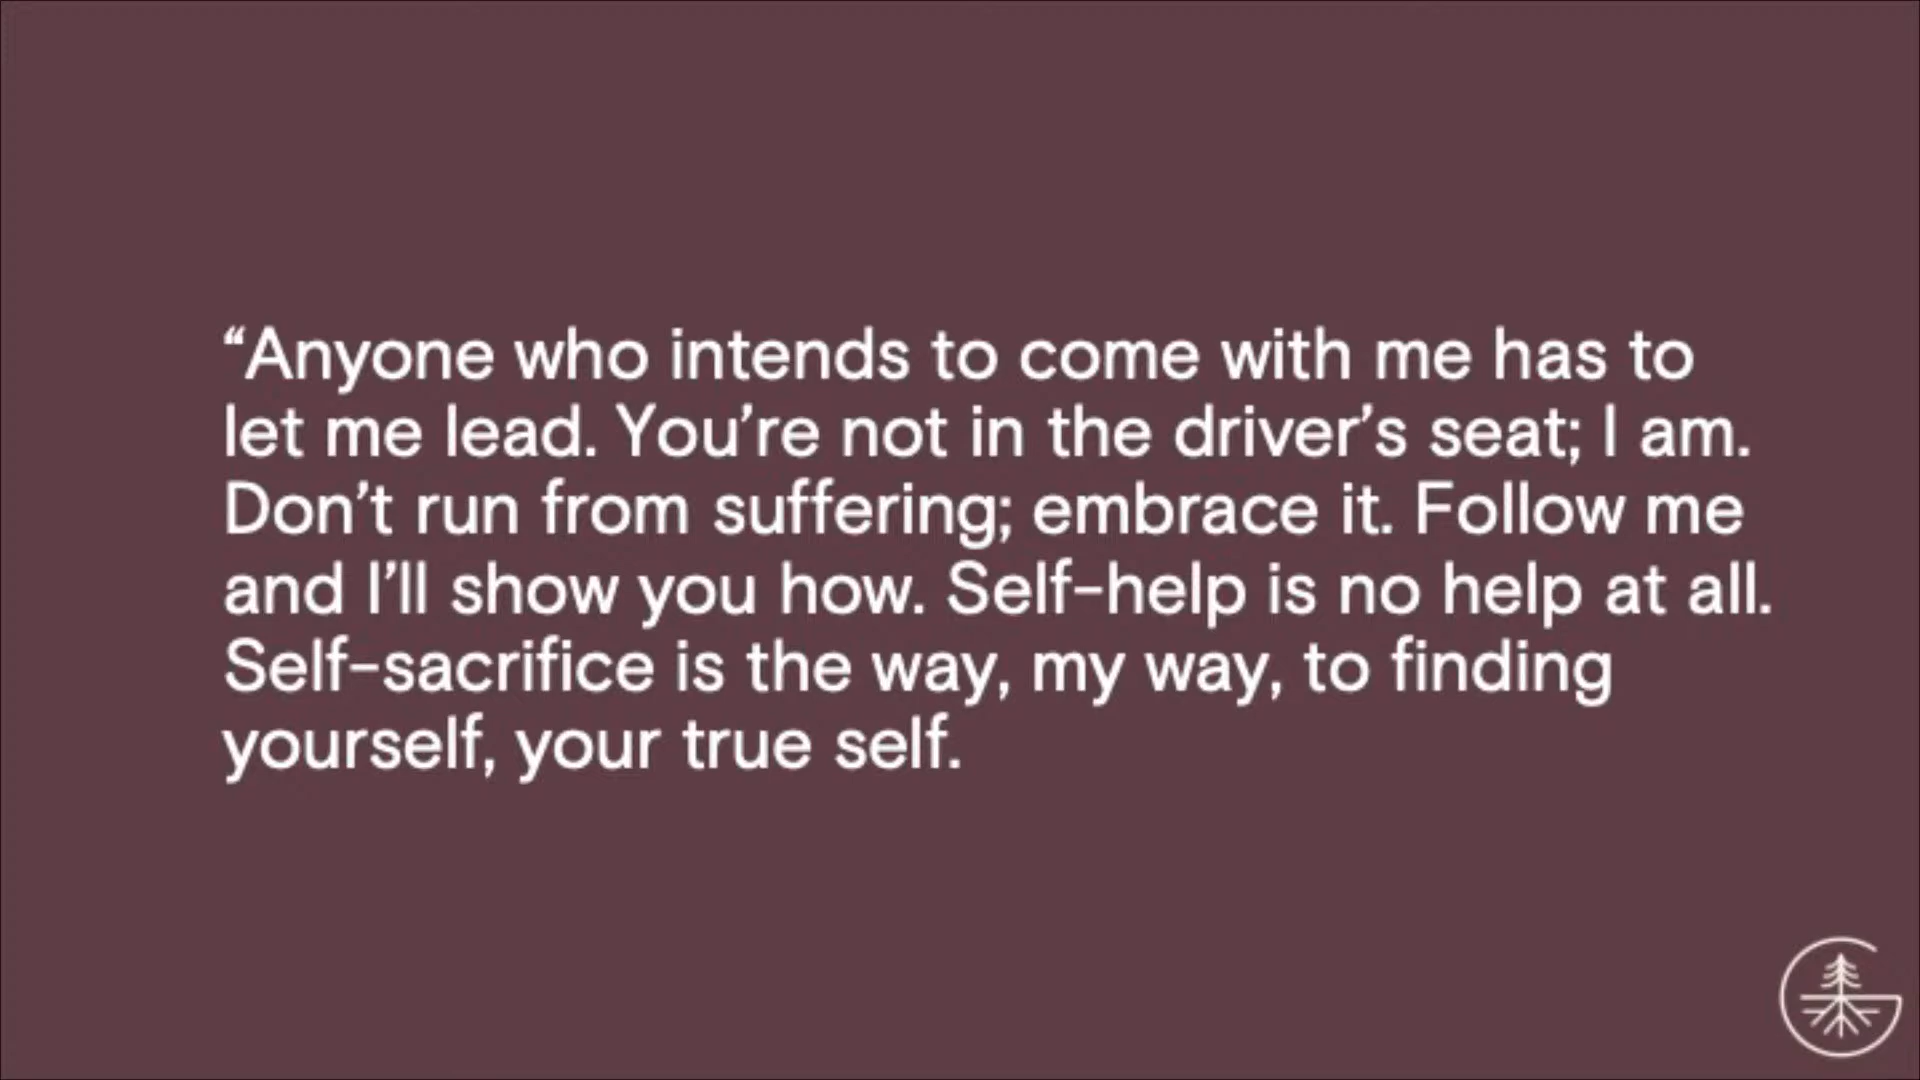 “Anyone who intends to come with me has to
let me lead. You’re not in the driver’s seat; I am.
Don’t run from suffering; embrace it. Follow me
and I’ll show you how. Self-help is no help at all.
Self-sacrifice is the way, my way, to finding
yourself, your true self.